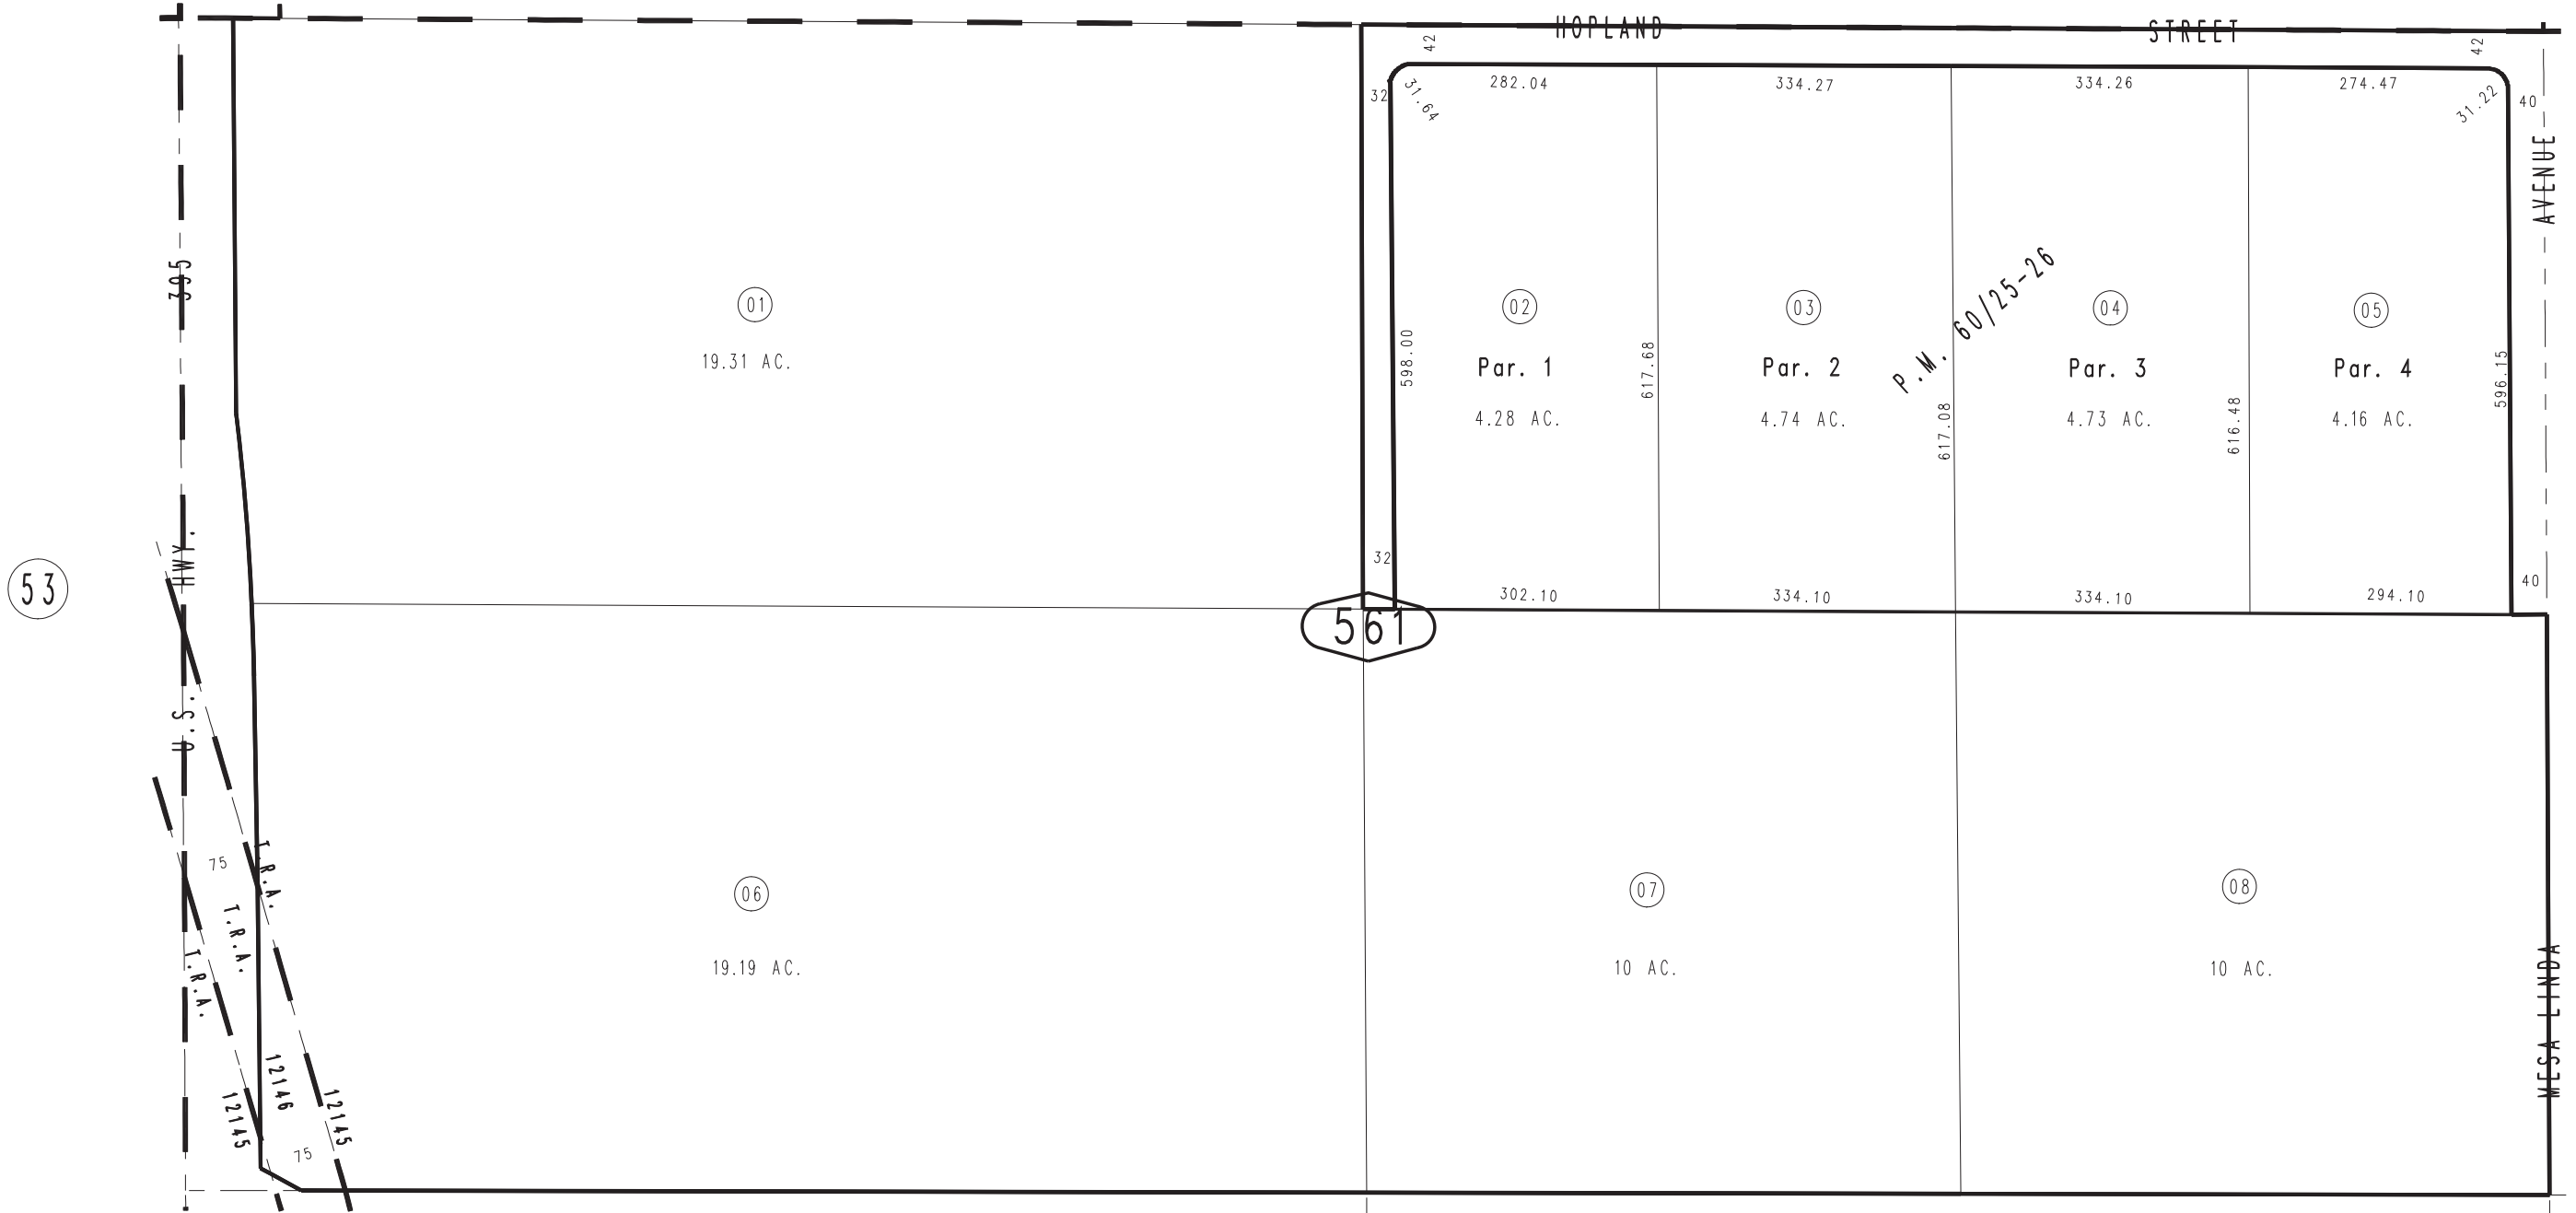 HOPLAND STREET
42
42
282.04
334.27
334.26
274.47
32
31.64
31.22
40
AVENUE
395
01
19.31 AC.
02
Par. 1
4.28 AC.
03
Par. 2
4.74 AC.
P.M. 60/25-26
04
Par. 3
4.73 AC.
05
Par. 4
4.16 AC.
598.00
617.68
617.08
616.48
596.15
53
HWY.
32
40
302.10
334.10
334.10
294.10
561
U.S.
75
T.R.A.
T.R.A.
T.R.A.
06
19.19 AC.
07
10 AC.
08
10 AC.
MESA LINDA
12145
12146
12145
75